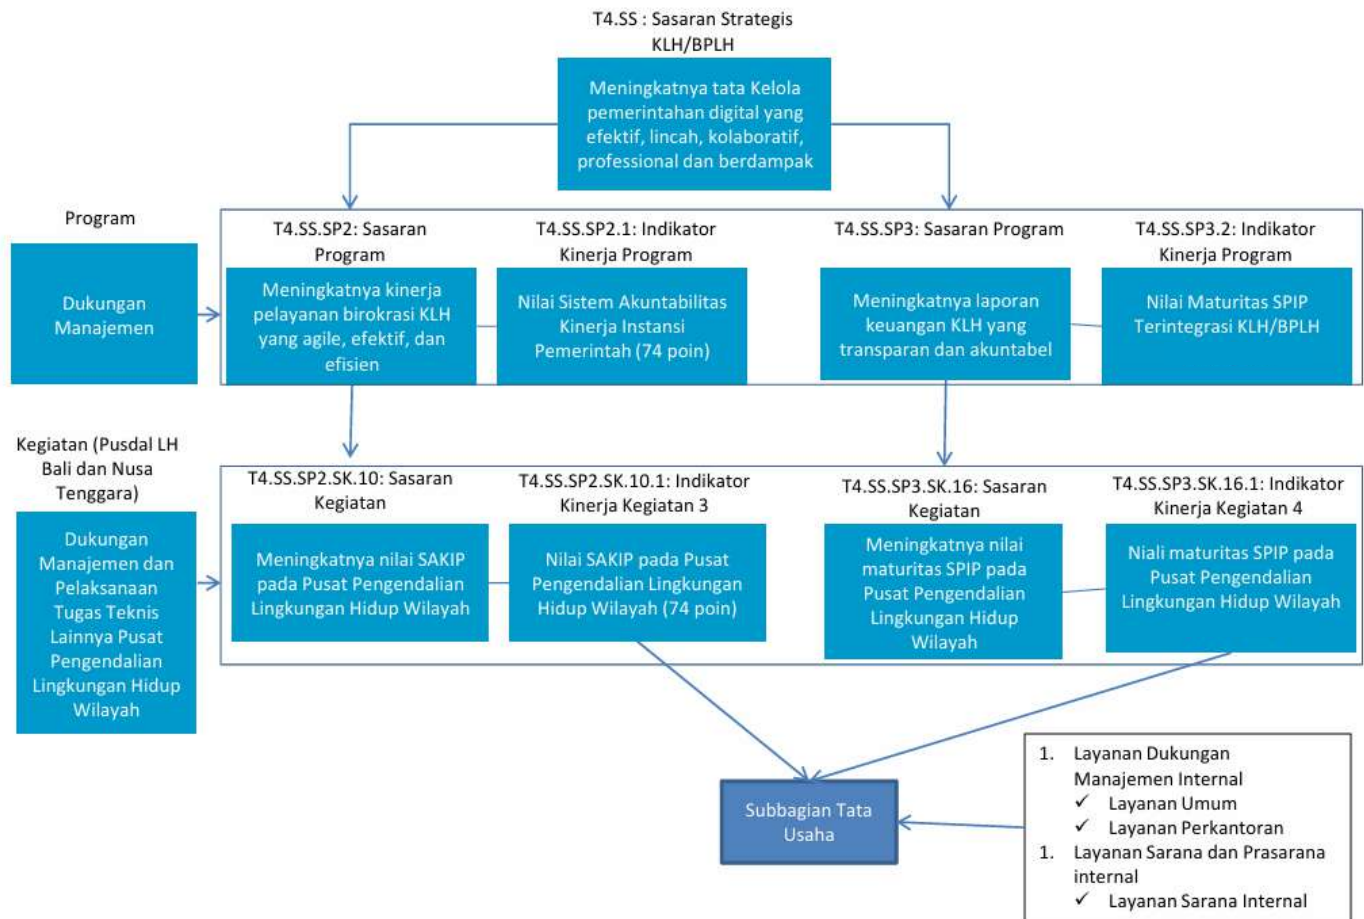 T4.SS : Sasaran Strategis
KLH/BPLH
Meningkatnya tata Kelola
pemerintahan digital yang
efektif, lincah, kolaboratif,
professional dan berdampak
Program
Dukungan
Manajemen
T4.SS.SP2: Sasaran
Program
Meningkatnya kinerja
pelayanan birokrasi KLH
yang agile, efektif, dan
efisien
T4.SS.SP2.1: Indikator
Kinerja Program
Nilai Sistem Akuntabilitas
Kinerja Instansi
Pemerintah (74 poin)
T4.SS.SP3: Sasaran Program
Meningkatnya laporan
keuangan KLH yang
transparan dan akuntabel
T4.SS.SP3.2: Indikator
Kinerja Program
Nilai Maturitas SPIP
Terintegrasi KLH/BPLH
Kegiatan (Pusdal LH
Bali dan Nusa
Tenggara)
Dukungan
Manajemen dan
Pelaksanaan
Tugas Teknis
Lainnya Pusat
Pengendalian
Lingkungan Hidup
Wilayah
T4.SS.SP2.SK.10: Sasaran
Kegiatan
Meningkatnya nilai SAKIP
pada Pusat Pengendalian
Lingkungan Hidup Wilayah
T4.SS.SP2.SK.10.1: Indikator
Kinerja Kegiatan 3
Nilai SAKIP pada Pusat
Pengendalian Lingkungan
Hidup Wilayah (74 poin)
T4.SS.SP3.SK.16: Sasaran
Kegiatan
Meningkatnya nilai
maturitas SPIP pada
Pusat Pengendalian
Lingkungan Hidup
Wilayah
T4.SS.SP3.SK.16.1: Indikator
Kinerja Kegiatan 4
Niali maturitas SPIP pada
Pusat Pengendalian
Lingkungan Hidup Wilayah
Subbagian Tata
Usaha
1. Layanan Dukungan
Manajemen Internal
✓ Layanan Umum
✓ Layanan Perkantoran
1. Layanan Sarana dan Prasarana
internal
✓ Layanan Sarana Internal